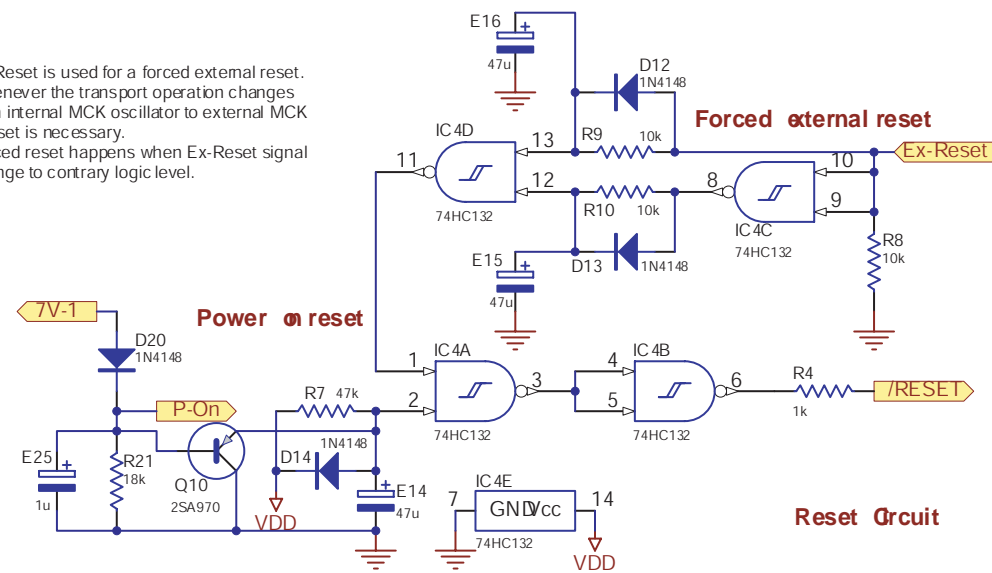 E16
47u
Reset is used for a forced external reset.
enever the transport operation changes
internal MCK oscillator to external MCK
set is necessary.
ced reset happens when Ex-Reset signal
nge to contrary logic level.
D12
1N4148
Forced external reset
IC4D
13
R9
10k
11
12
R10
10k
74HC132
8
10
9
Ex-Reset
IC4C
74HC132
R8
10k
E15
47u
D13
1N4148
7V-1
Power on reset
D20
1N4148
P-On
IC4A
1
2
3
74HC132
IC4B
4
5
6
74HC132
R4
1k
/RESET
R7
47k
1N4148
D14
E25
1u
R21
18k
Q10
2SA970
VDD
E14
47u
IC4E
7
GND
Vcc
14
74HC132
VDD
Reset Circuit